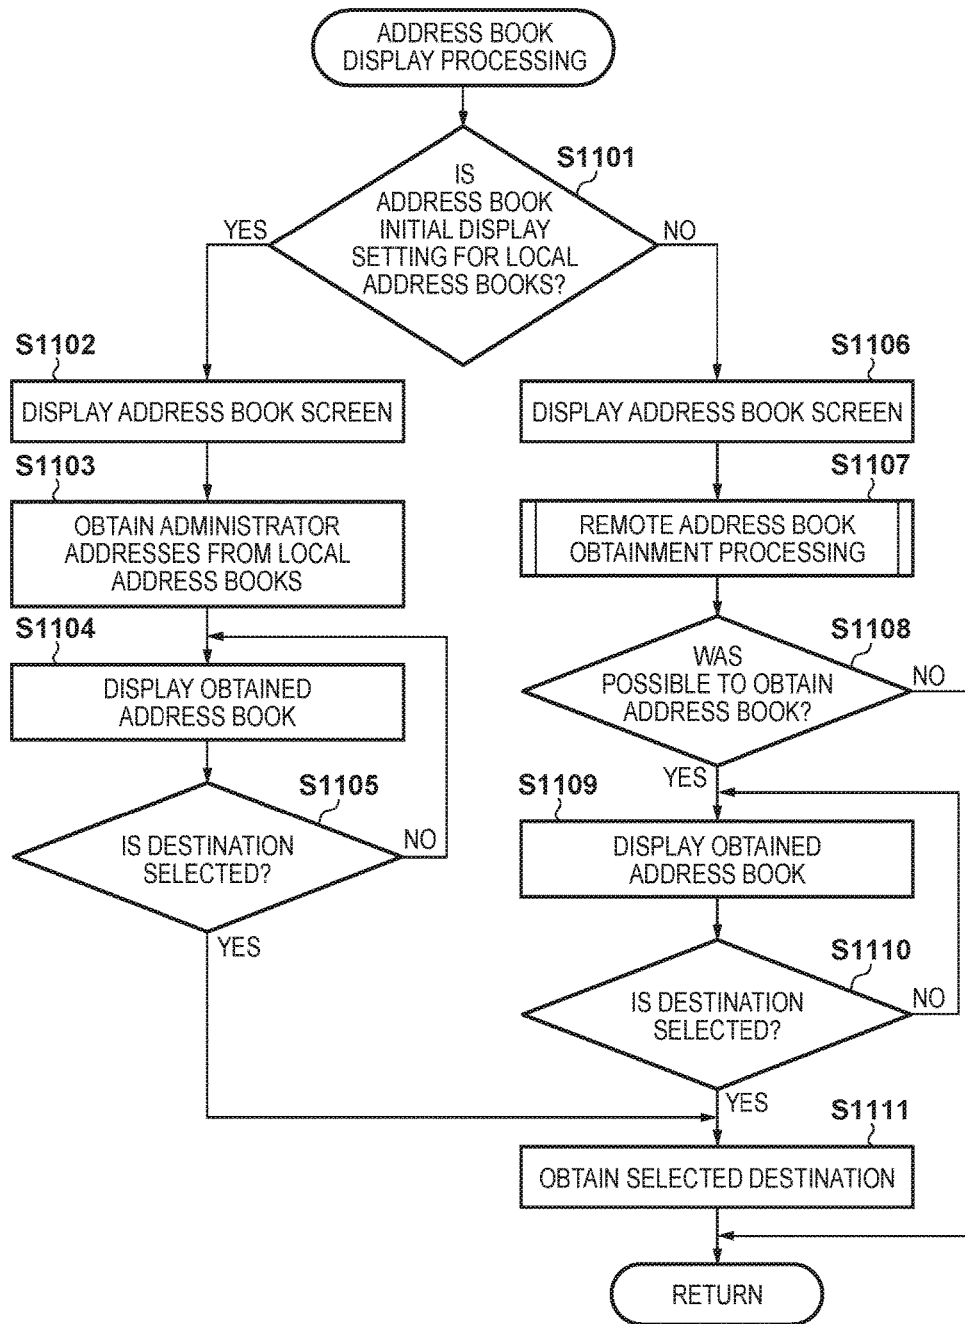 ADDRESS BOOK
DISPLAY PROCESSING
S1101
IS
ADDRESS BOOK
INITIAL DISPLAY
SETTING FOR LOCAL
ADDRESS BOOKS?
YES
NO
S1102
DISPLAY ADDRESS BOOK SCREEN
S1103
OBTAIN ADMINISTRATOR
ADDRESSES FROM LOCAL
ADDRESS BOOKS
S1104
DISPLAY OBTAINED
ADDRESS BOOK
S1105
IS DESTINATION
SELECTED?
NO
YES
S1106
DISPLAY ADDRESS BOOK SCREEN
S1107
REMOTE ADDRESS BOOK
OBTAINMENT PROCESSING
S1108
WAS
POSSIBLE TO OBTAIN
ADDRESS BOOK?
NO
YES
S1109
DISPLAY OBTAINED
ADDRESS BOOK
S1110
IS DESTINATION
SELECTED?
NO
YES
S1111
OBTAIN SELECTED DESTINATION
RETURN